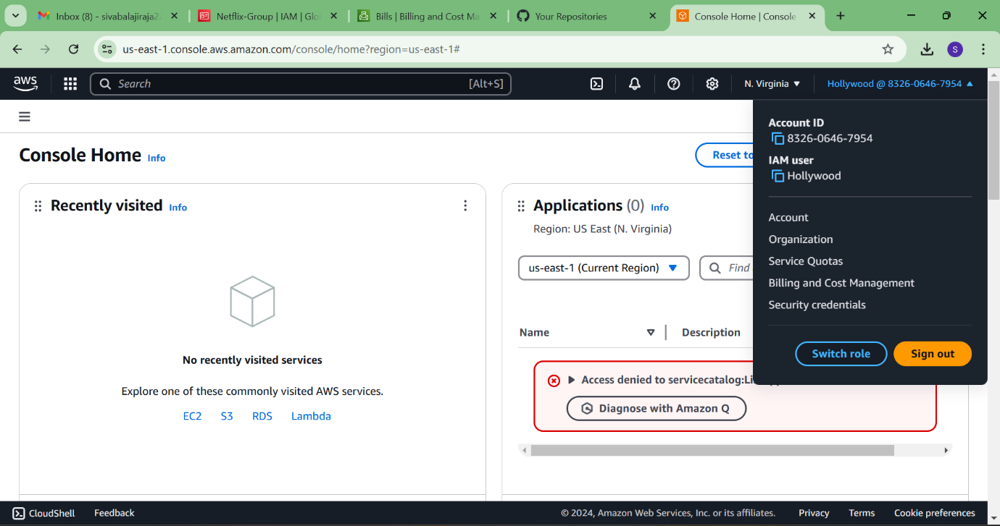 Inbox (8) - sivabalajiraja2
Netflix-Group | IAM | Glo
Bills | Billing and Cost Ma
Your Repositories
Console Home | Console
us-east-1.console.aws.amazon.com/console/home?region=us-east-1#
S
aws
Search [Alt+S]
N. Virginia
Hollywood @ 8326-0646-7954
Account ID
8326-0646-7954
IAM user
Hollywood
Account
Organization
Service Quotas
Billing and Cost Management
Security credentials
Switch role
Sign out
Console Home Info
Reset to
Recently visited Info
No recently visited services
Explore one of these commonly visited AWS services.
EC2 S3 RDS Lambda
Applications (0) Info
Region: US East (N. Virginia)
us-east-1 (Current Region)
Find
Name
Description
Access denied to servicecatalog:Li
Diagnose with Amazon Q
CloudShell
Feedback
© 2024, Amazon Web Services, Inc. or its affiliates.
Privacy
Terms
Cookie preferences